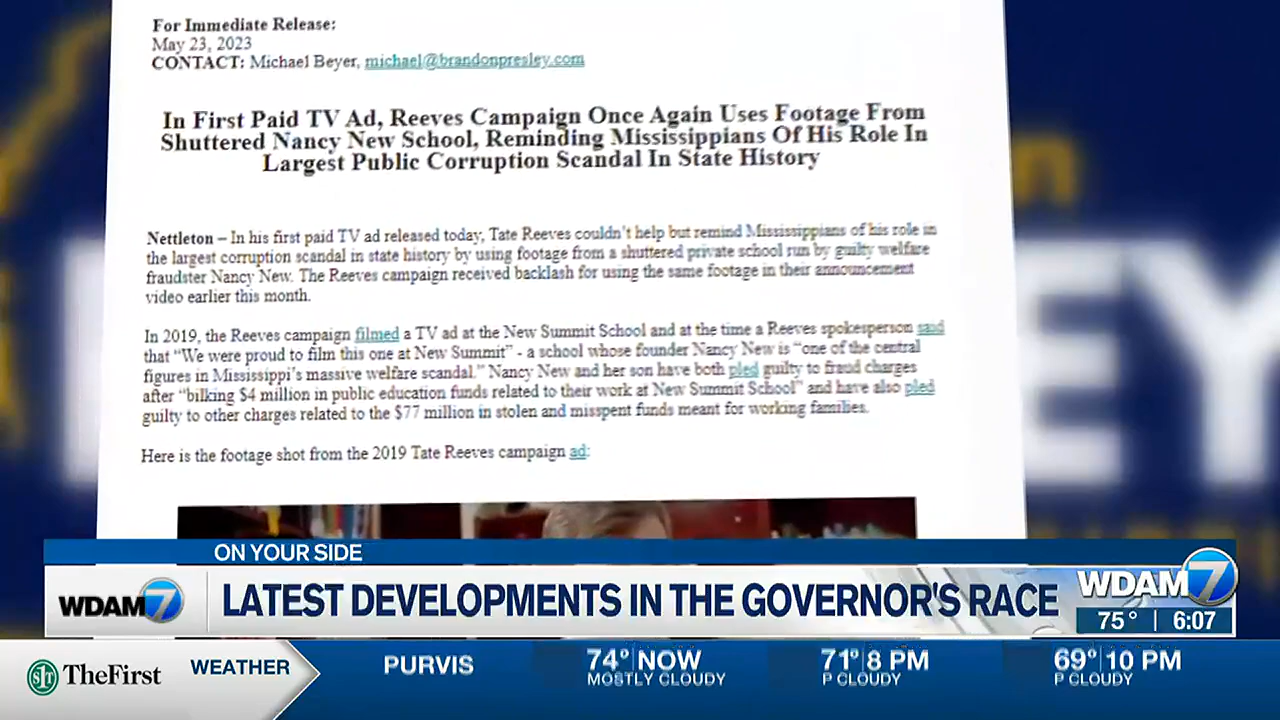 For Immediate Release:
May 23, 2023
CONTACT: Michael Beyer, michael@brandonpresley.com
In First Paid TV Ad, Reeves Campaign Once Again Uses Footage From
Shuttered Nancy New School, Reminding Mississippians Of His Role In
Largest Public Corruption Scandal In State History
Nettleton – In his first paid TV ad released today, Tate Reeves couldn't help but remind Mississippians of his role in
the largest corruption scandal in state history by using footage from a shuttered private school run by guilty welfare
fraudster Nancy New. The Reeves campaign received backlash for using the same footage in their announcement
video earlier this month.
In 2019, the Reeves campaign filmed a TV ad at the New Summit School and at the time a Reeves spokesperson said
that “We were proud to film this one at New Summit” - a school whose founder Nancy New is “one of the central
figures in Mississippi's massive welfare scandal.” Nancy New and her son have both pled guilty to fraud charges
after “bilking $4 million in public education funds related to their work at New Summit School” and have also pled
guilty to other charges related to the $77 million in stolen and misspent funds meant for working families.
Here is the footage shot from the 2019 Tate Reeves campaign ad:
EY
ON YOUR SIDE
WDAM 7
LATEST DEVELOPMENTS IN THE GOVERNOR'S RACE
WDAM 7
75° | 6:07
TheFirst
WEATHER
PURVIS
74° NOW
MOSTLY CLOUDY
71° 8 PM
P CLOUDY
69° 10 PM
P CLOUDY